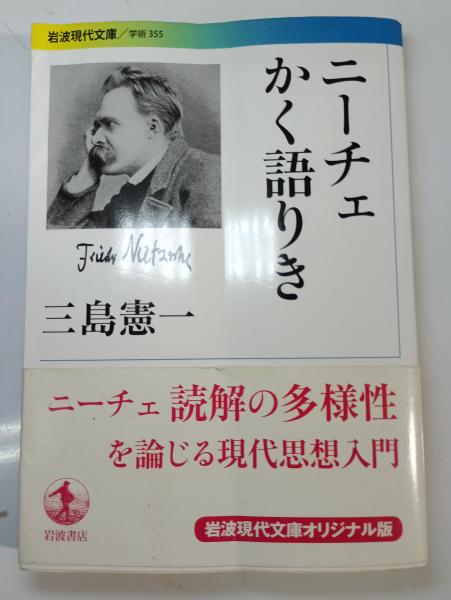 岩波現代文庫／学術 355
ニーチェ
かく語りき
Friedr Nietzsche
三島憲一
ニーチェ 読解の多様性
を論じる現代思想入門
岩波書店
岩波現代文庫オリジナル版